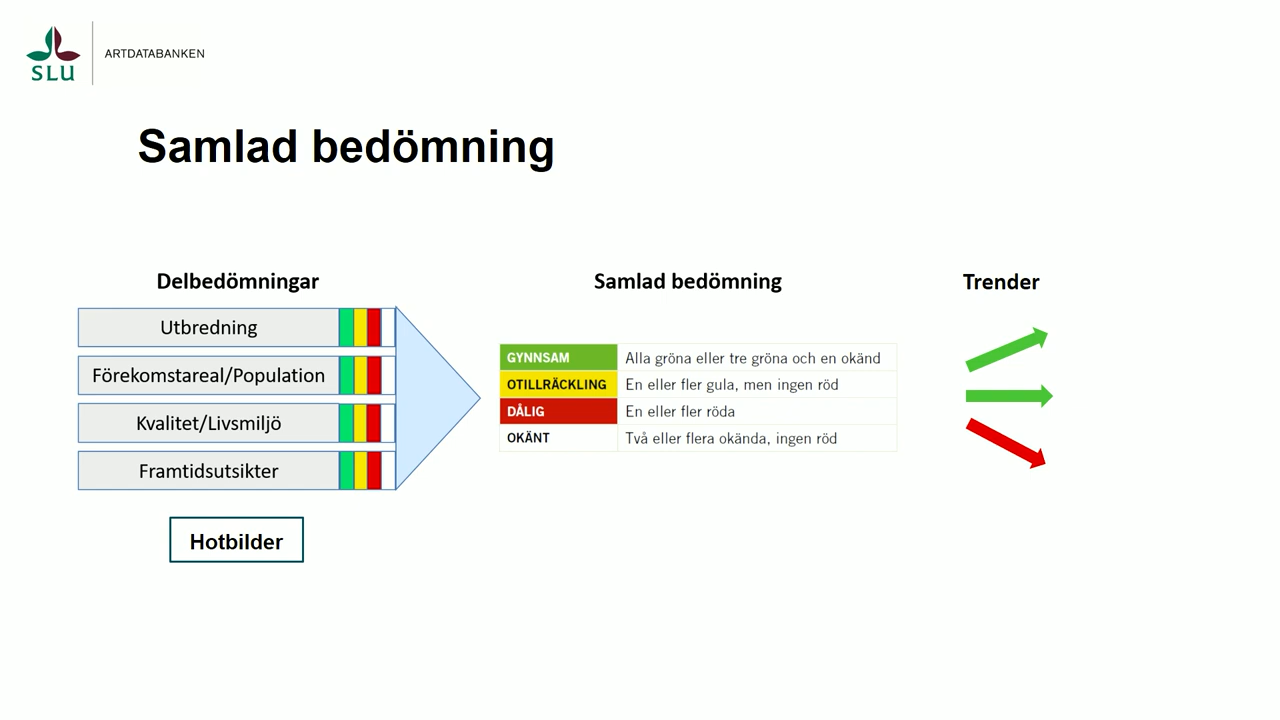 SLU
ARTDATABANKEN
Samlad bedömning
Delbedömningar
Utbredning
Förekomstareal/Population
Kvalitet/Livsmiljö
Framtidsutsikter
Hotbilder
Samlad bedömning
GYNNSAM Alla gröna eller tre gröna och en okänd
OTILLRÄCKLING En eller fler gula, men ingen röd
DÅLIG En eller fler röda
OKÄNT Två eller flera okända, ingen röd
Trender